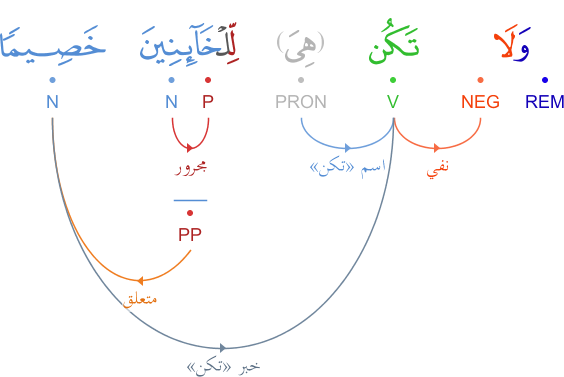 وَلَا تَكُن (هِىَ) لِّلْخَآئِنِينَ خَصِيمًا
REM NEG V PRON P N N
نفي اسم «تكن» مجرور
PP
متعلق
خبر «تكن»